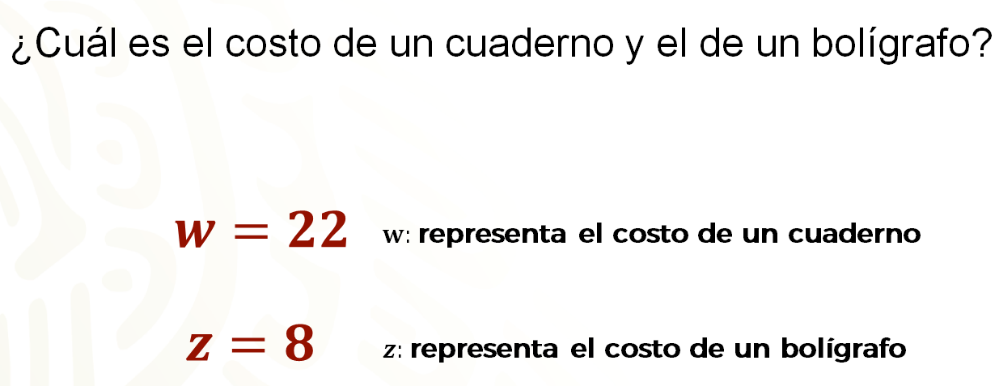 ¿Cuál es el costo de un cuaderno y el de un bolígrafo?
w = 22 w: representa el costo de un cuaderno
z = 8 z: representa el costo de un bolígrafo